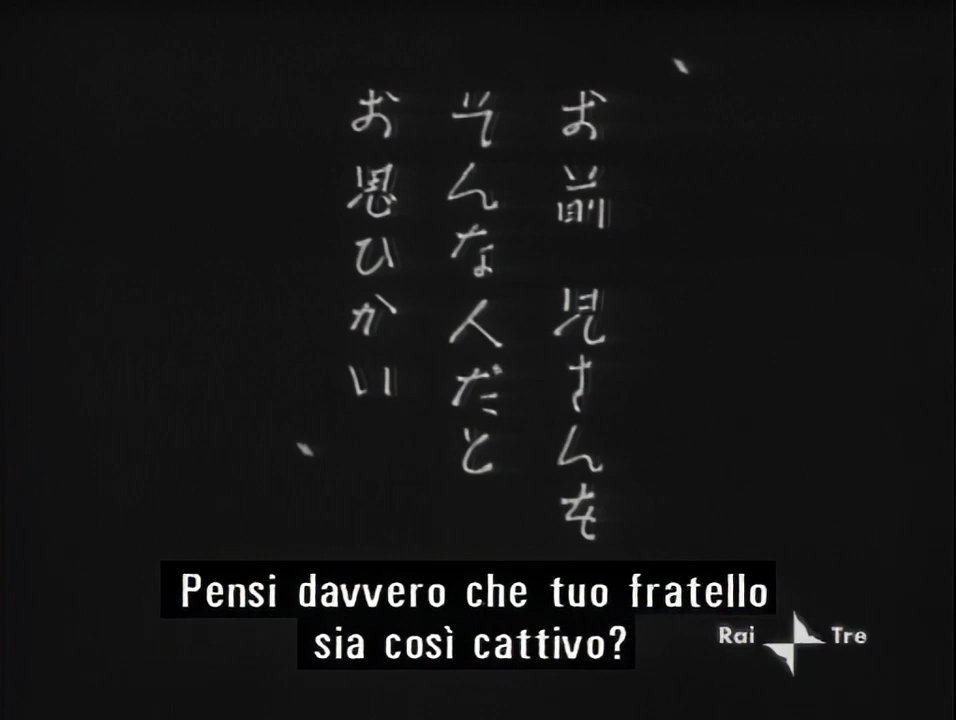 お前 兄さんを
そんな人だと
お思ひかい
Pensi davvero che tuo fratello
sia così cattivo?
Rai Tre